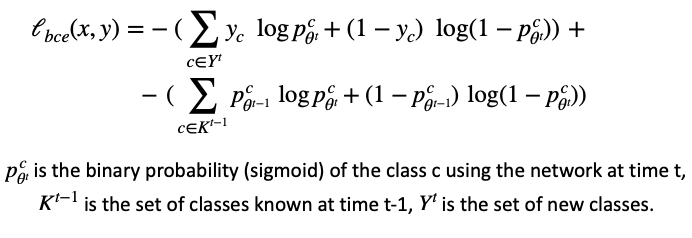 ℓ_bce(x, y) = − ( ∑_{c∈Y^t} y_c log p^c_{θ^t} + (1 − y_c) log(1 − p^c_{θ^t})) +
− ( ∑_{c∈K^{t−1}} p^c_{θ^{t−1}} log p^c_{θ^t} + (1 − p^c_{θ^{t−1}}) log(1 − p^c_{θ^t}))
p^c_{θ^t} is the binary probability (sigmoid) of the class c using the network at time t,
K^{t−1} is the set of classes known at time t-1, Y^t is the set of new classes.